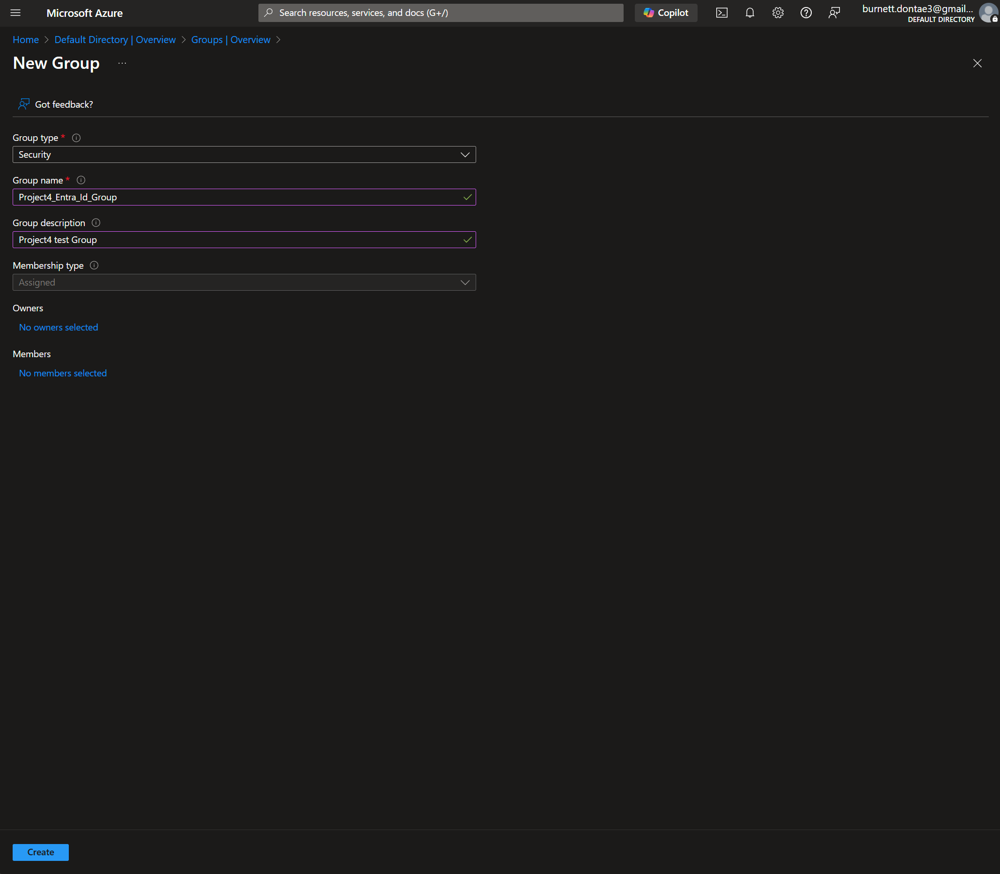 Microsoft Azure
Search resources, services, and docs (G+/)
Copilot
burnett.dontae3@gmail...
DEFAULT DIRECTORY
Home > Default Directory | Overview > Groups | Overview >
New Group ...
Got feedback?
Group type *
Security
Group name *
Project4_Entra_Id_Group
Group description
Project4 test Group
Membership type
Assigned
Owners
No owners selected
Members
No members selected
Create